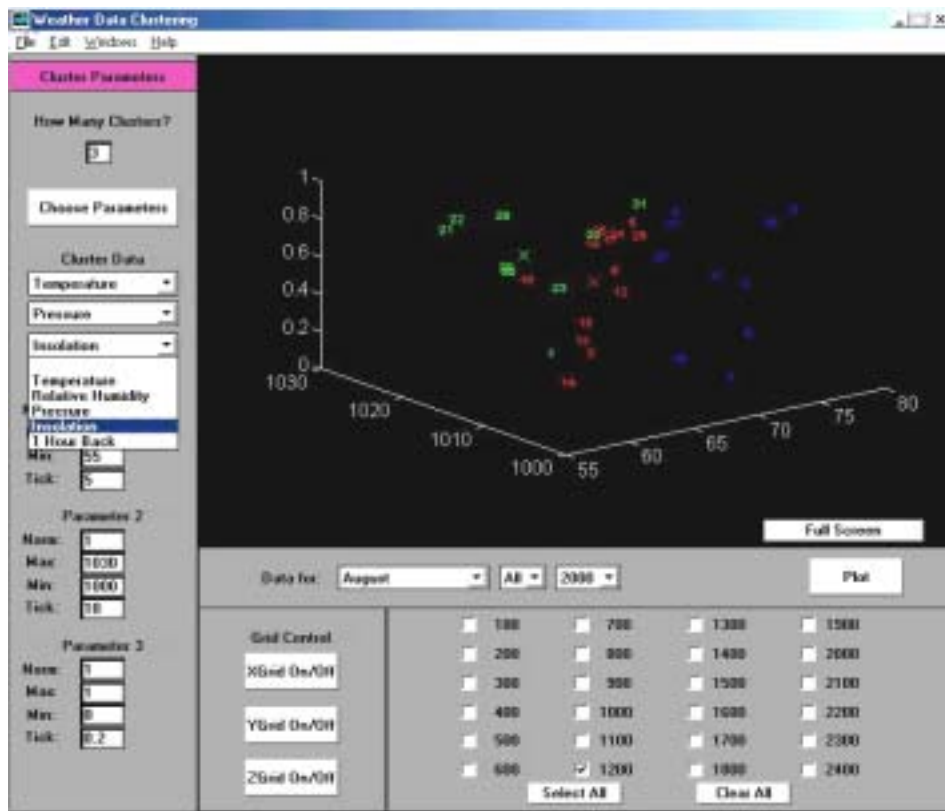 Weather Data Clustering
File Edit Windows Help
Cluster Parameters
How Many Clusters?
3
Choose Parameters
Cluster Data
Temperature
Pressure
Insolation
Temperature
Relative Humidity
Pressure
Insolation
1 Hour Back
Min: 55
Tick: 5
Parameter 2
Norm: 1
Max: 1030
Min: 1000
Tick: 10
Parameter 3
Norm: 1
Max: 1
Min: 0
Tick: 0.2
1
0.8
0.6
0.4
0.2
0
1030
1020
1010
1000
55
60
65
70
75
80
Full Screen
Data for: August All 2000 Plot
Grid Control
XGrid On/Off
YGrid On/Off
ZGrid On/Off
100 700 1300 1900
200 800 1400 2000
300 900 1500 2100
400 1000 1600 2200
500 1100 1700 2300
600 1200 1800 2400
Select All Clear All